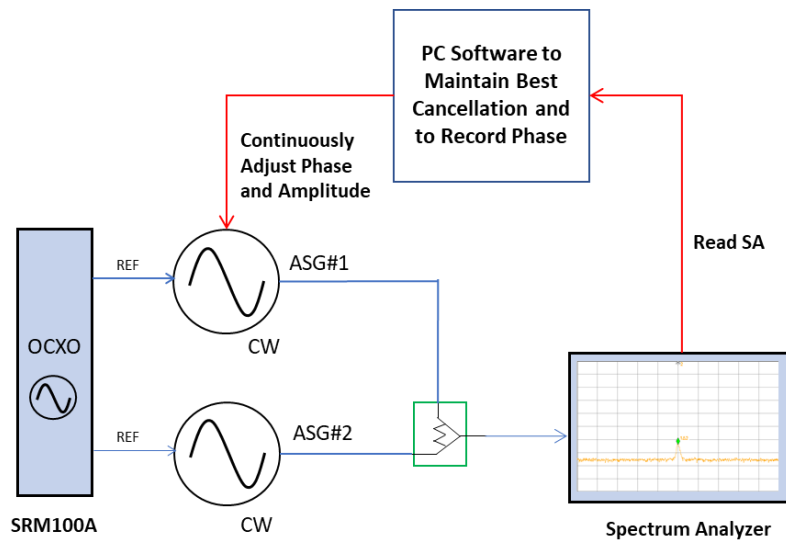 PC Software to
Maintain Best
Cancellation and
to Record Phase
Continuously
Adjust Phase
and Amplitude
Read SA
REF
ASG#1
CW
OCXO
REF
ASG#2
CW
SRM100A
Spectrum Analyzer